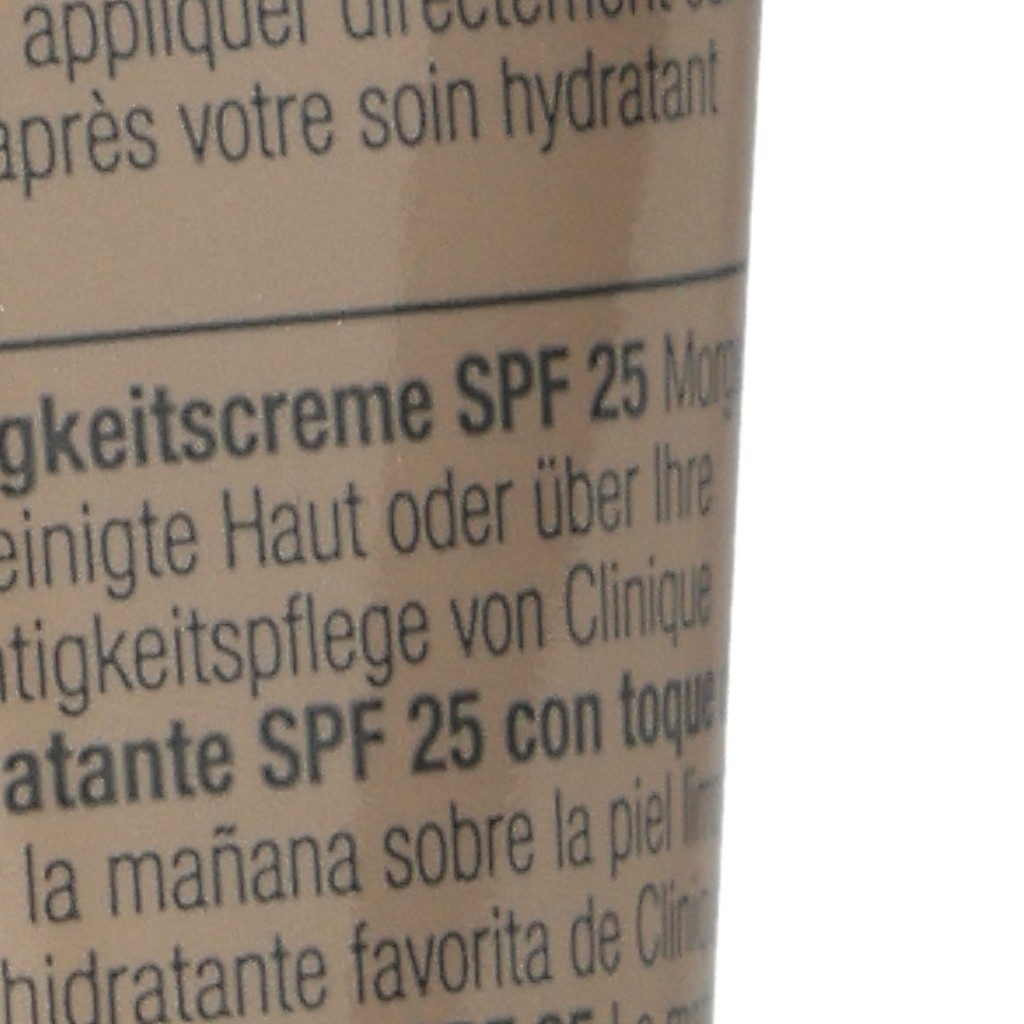 appliquer directement
après votre soin hydratant
gkeitscreme SPF 25
einigte Haut oder über Ihre
tigkeitspflege von Clinique
atante SPF 25 con toque
la mañana sobre la piel
hidratante favorita de